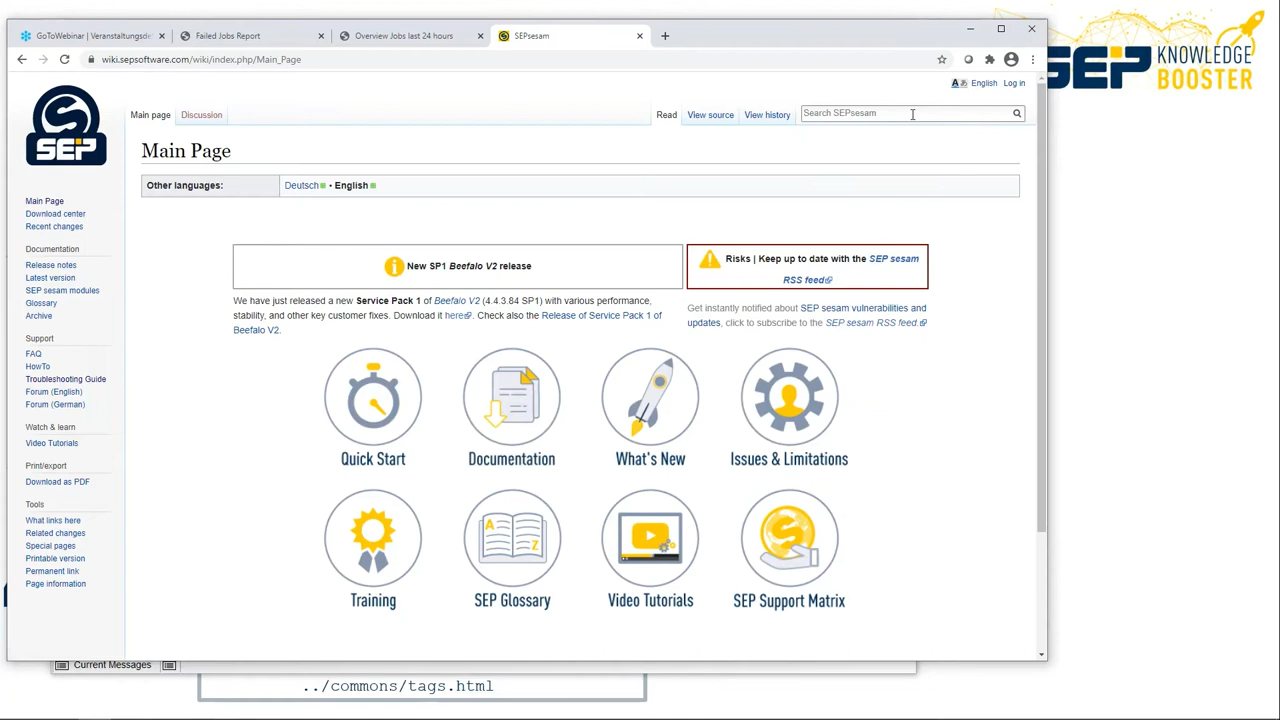 GoToWebinar | Veranstaltungsde
Failed Jobs Report
Overview Jobs last 24 hours
SEPsesam
wiki.sepsoftware.com/wiki/index.php/Main_Page
SEP KNOWLEDGE
BOOSTER
English Log in
SEP
Main page Discussion
Read View source View history
Search SEPsesam
Main Page
Other languages:
Deutsch • English
Main Page
Download center
Recent changes
Documentation
Release notes
Latest version
SEP sesam modules
Glossary
Archive
Support
FAQ
HowTo
Troubleshooting Guide
Forum (English)
Forum (German)
Watch & learn
Video Tutorials
Print/export
Download as PDF
Tools
What links here
Related changes
Special pages
Printable version
Permanent link
Page information
New SP1 Beefalo V2 release
Risks | Keep up to date with the SEP sesam
RSS feed
We have just released a new Service Pack 1 of Beefalo V2 (4.4.3.84 SP1) with various performance,
stability, and other key customer fixes. Download it here. Check also the Release of Service Pack 1 of
Beefalo V2.
Get instantly notified about SEP sesam vulnerabilities and
updates, click to subscribe to the SEP sesam RSS feed.
Quick Start
Documentation
What's New
Issues & Limitations
A Z
Training
SEP Glossary
Video Tutorials
SEP Support Matrix
Current Messages
../commons/tags.html